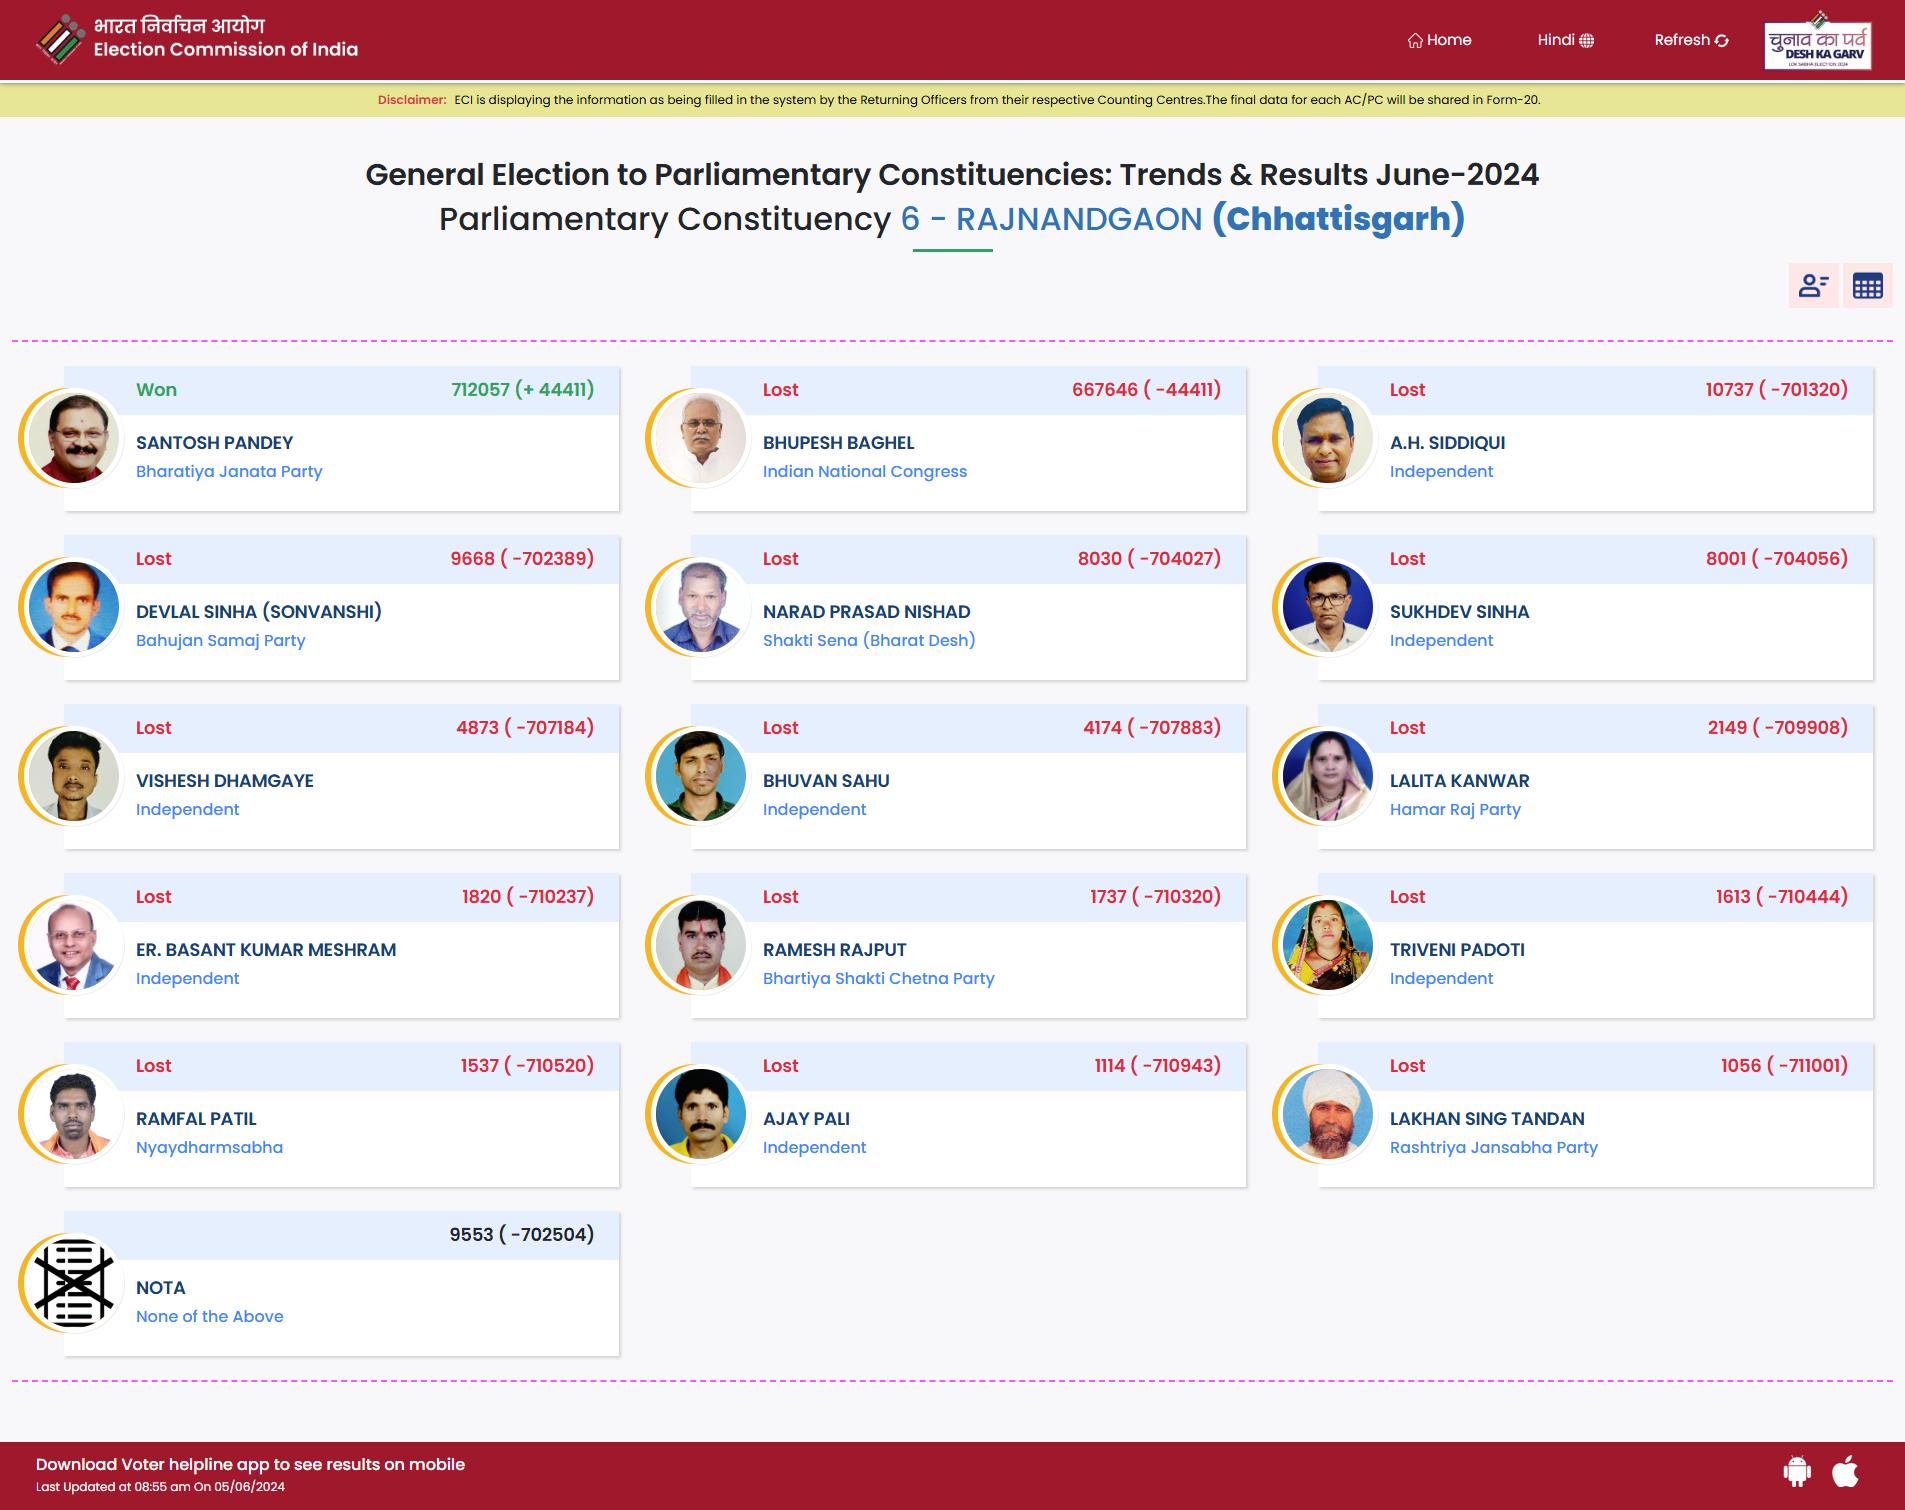 भारत निर्वाचन आयोग
Election Commission of India
Home
Hindi
Refresh
चुनाव का पर्व
DESH KA GARV
LOK SABHA ELECTION 2024
Disclaimer: ECI is displaying the information as being filled in the system by the Returning Officers from their respective Counting Centres.The final data for each AC/PC will be shared in Form-20.
General Election to Parliamentary Constituencies: Trends & Results June-2024
Parliamentary Constituency 6 - RAJNANDGAON (Chhattisgarh)
Won 712057 (+ 44411)
SANTOSH PANDEY
Bharatiya Janata Party
Lost 667646 ( -44411)
BHUPESH BAGHEL
Indian National Congress
Lost 10737 ( -701320)
A.H. SIDDIQUI
Independent
Lost 9668 ( -702389)
DEVLAL SINHA (SONVANSHI)
Bahujan Samaj Party
Lost 8030 ( -704027)
NARAD PRASAD NISHAD
Shakti Sena (Bharat Desh)
Lost 8001 ( -704056)
SUKHDEV SINHA
Independent
Lost 4873 ( -707184)
VISHESH DHAMGAYE
Independent
Lost 4174 ( -707883)
BHUVAN SAHU
Independent
Lost 2149 ( -709908)
LALITA KANWAR
Hamar Raj Party
Lost 1820 ( -710237)
ER. BASANT KUMAR MESHRAM
Independent
Lost 1737 ( -710320)
RAMESH RAJPUT
Bhartiya Shakti Chetna Party
Lost 1613 ( -710444)
TRIVENI PADOTI
Independent
Lost 1537 ( -710520)
RAMFAL PATIL
Nyaydharmsabha
Lost 1114 ( -710943)
AJAY PALI
Independent
Lost 1056 ( -711001)
LAKHAN SING TANDAN
Rashtriya Jansabha Party
9553 ( -702504)
NOTA
None of the Above
Download Voter helpline app to see results on mobile
Last Updated at 08:55 am On 05/06/2024